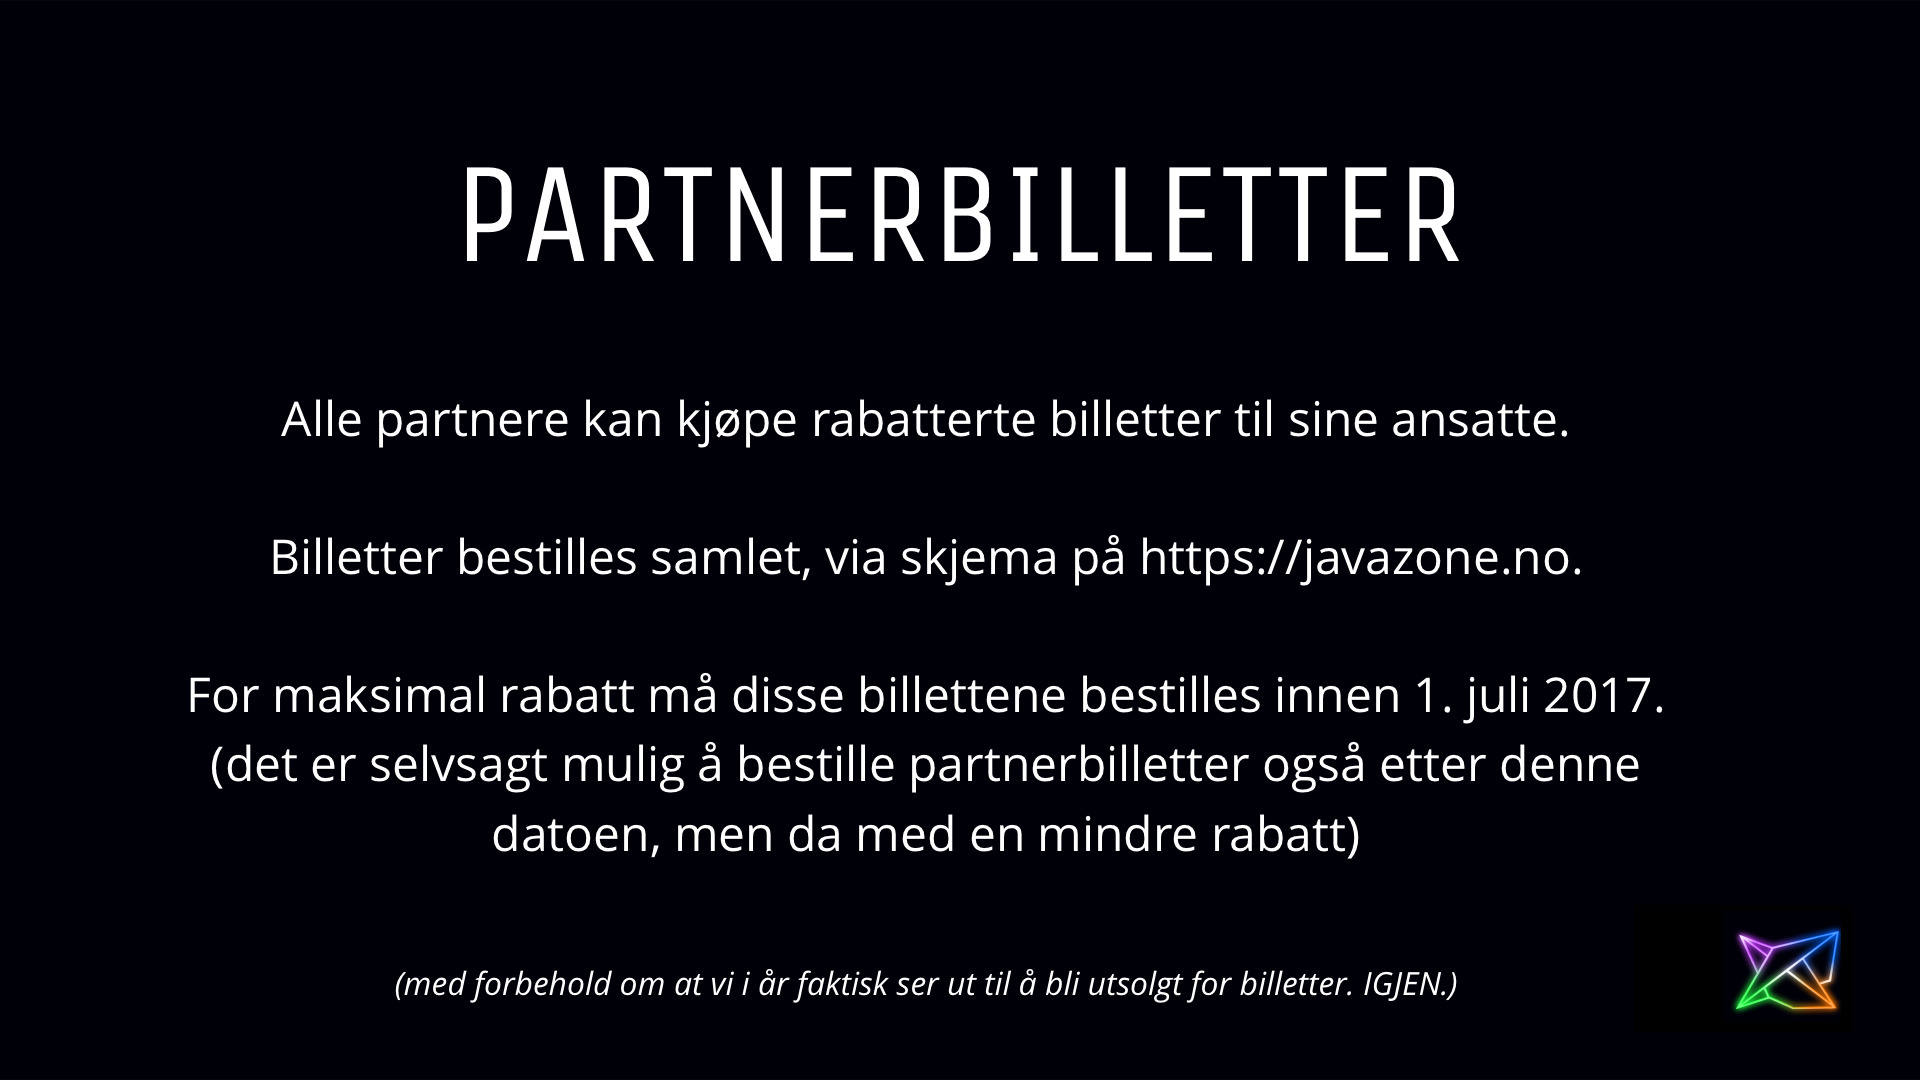 PARTNERBILLETTER
Alle partnere kan kjøpe rabatterte billetter til sine ansatte.
Billetter bestilles samlet, via skjema på https://javazone.no.
For maksimal rabatt må disse billettene bestilles innen 1. juli 2017.
(det er selvsagt mulig å bestille partnerbilletter også etter denne
datoen, men da med en mindre rabatt)
(med forbehold om at vi i år faktisk ser ut til å bli utsolgt for billetter. IGJEN.)